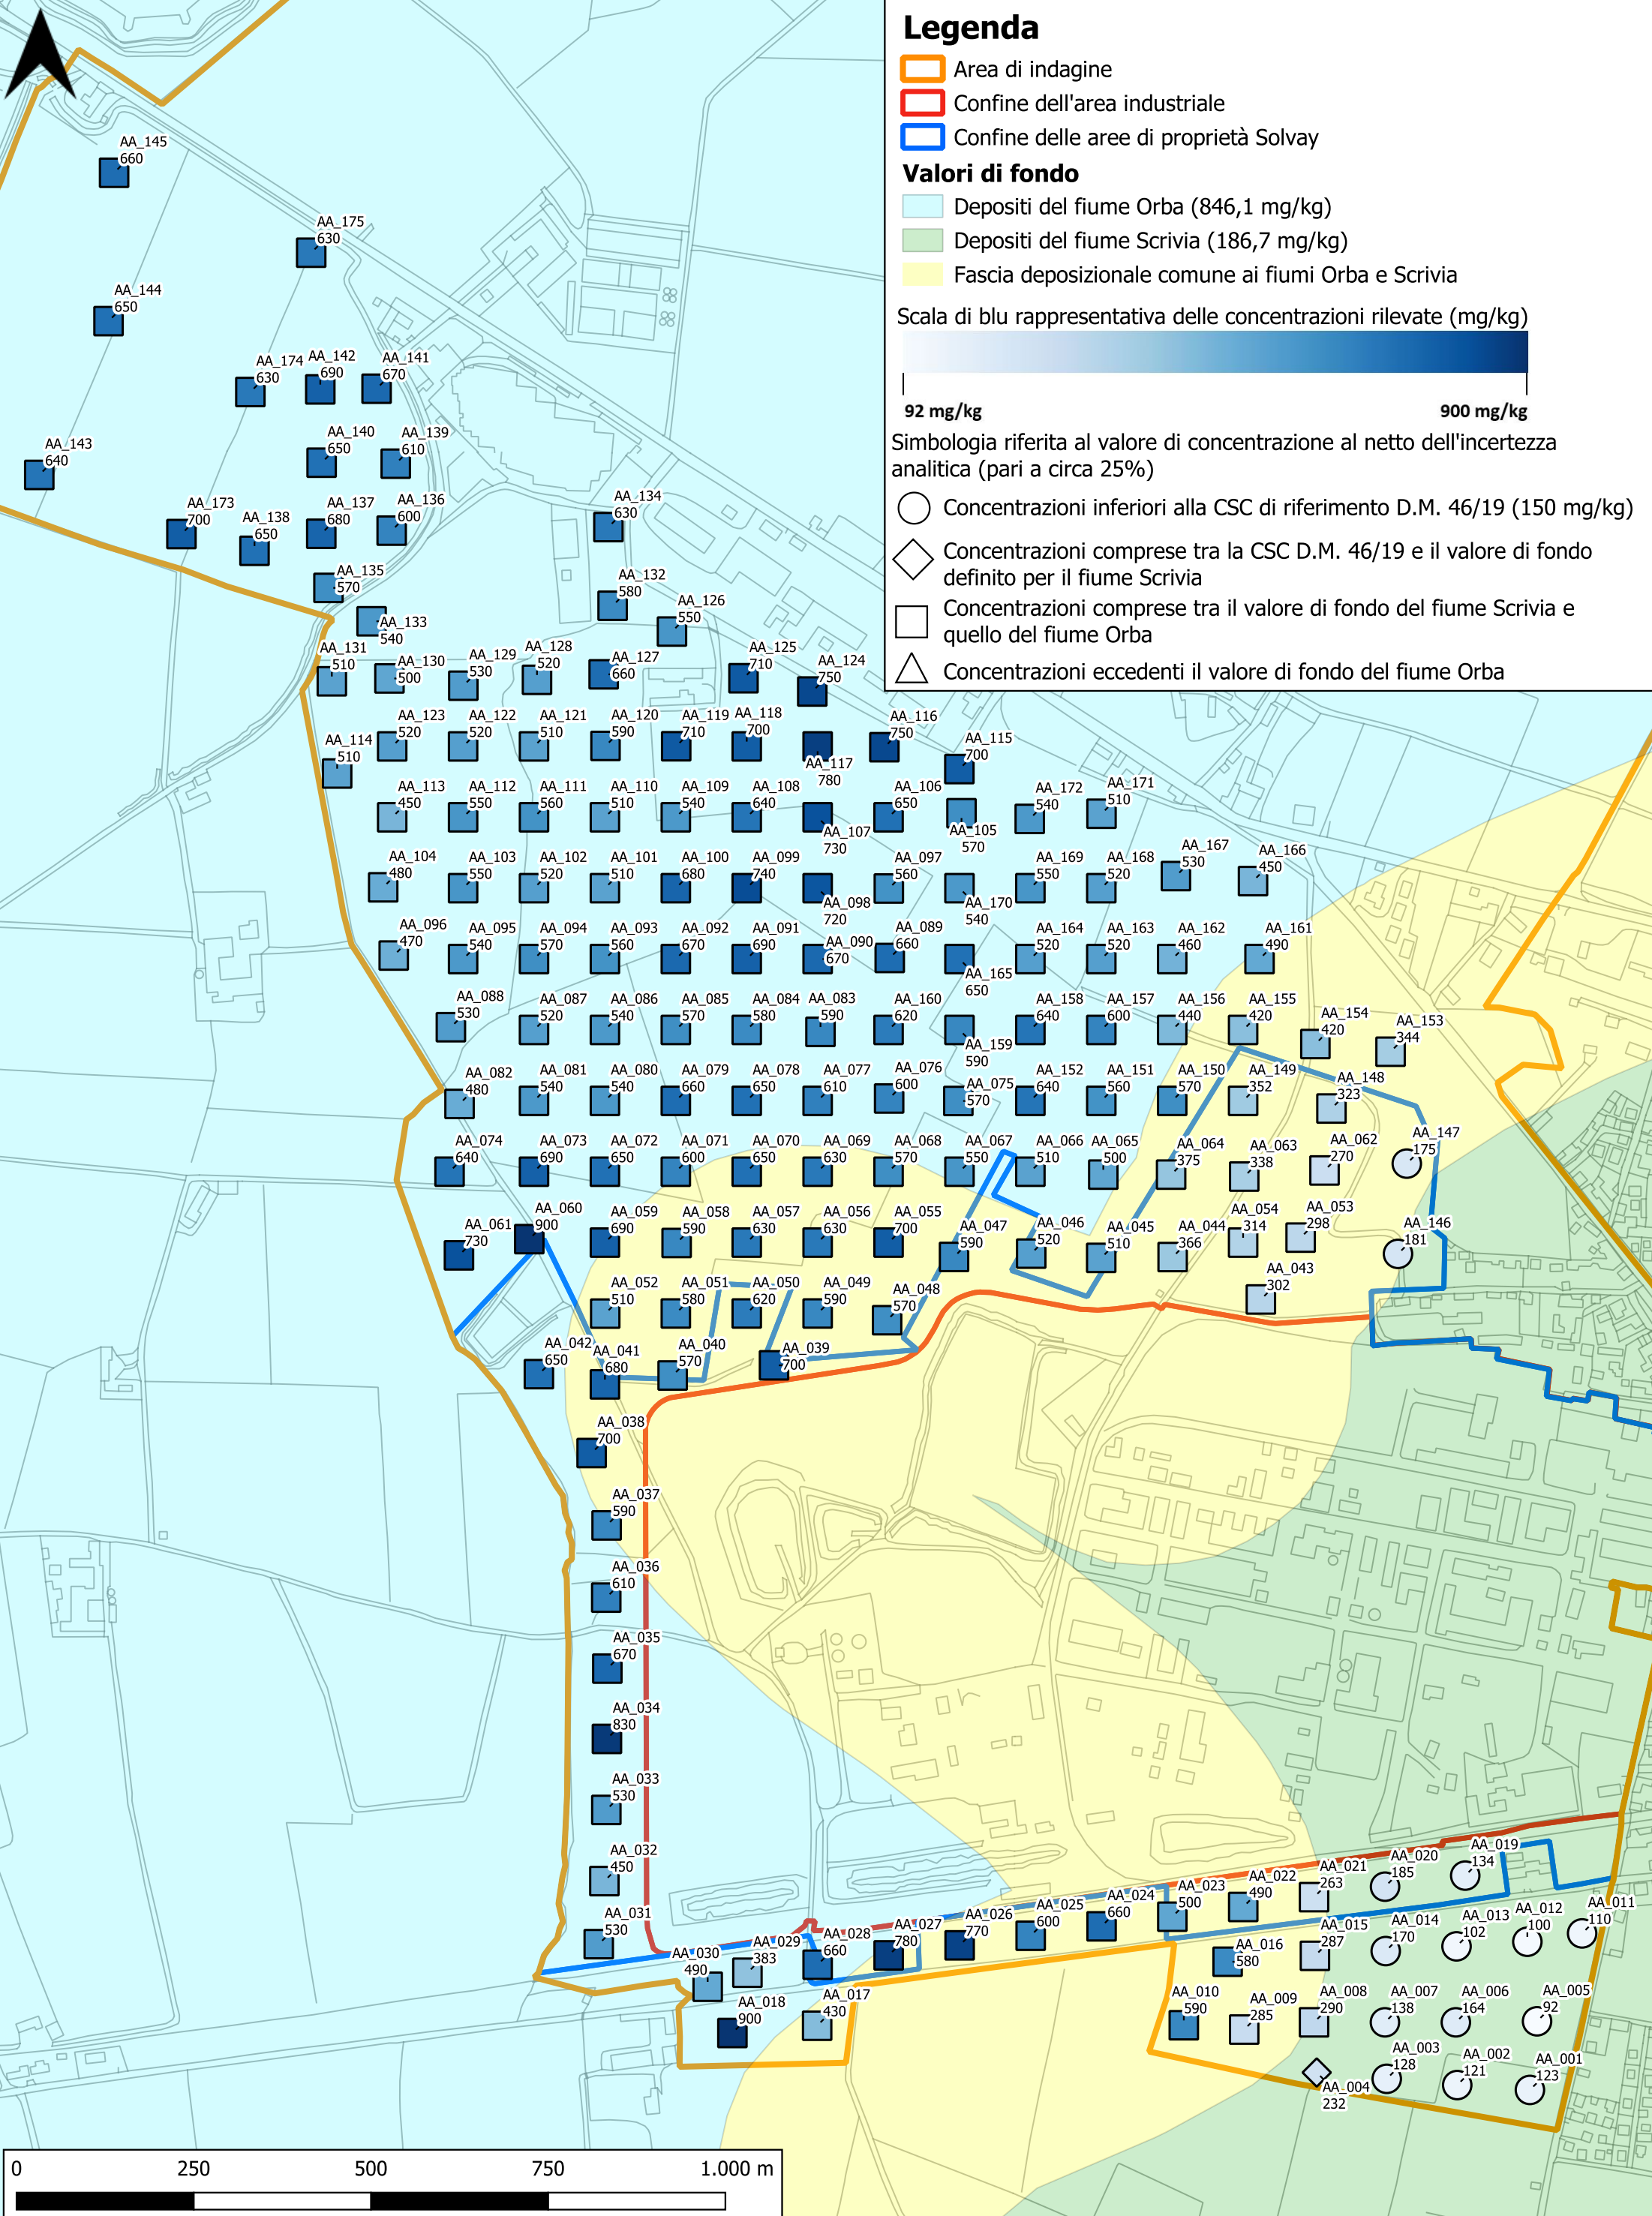 Legenda
Area di indagine
Confine dell'area industriale
Confine delle aree di proprietà Solvay
Valori di fondo
Depositi del fiume Orba (846,1 mg/kg)
Depositi del fiume Scrivia (186,7 mg/kg)
Fascia deposizionale comune ai fiumi Orba e Scrivia
Scala di blu rappresentativa delle concentrazioni rilevate (mg/kg)
92 mg/kg
900 mg/kg
Simbologia riferita al valore di concentrazione al netto dell'incertezza
analitica (pari a circa 25%)
Concentrazioni inferiori alla CSC di riferimento D.M. 46/19 (150 mg/kg)
Concentrazioni comprese tra la CSC D.M. 46/19 e il valore di fondo
definito per il fiume Scrivia
Concentrazioni comprese tra il valore di fondo del fiume Scrivia e
quello del fiume Orba
Concentrazioni eccedenti il valore di fondo del fiume Orba
AA_145
660
AA_175
630
AA_144
650
AA_174
630
AA_142
690
AA_141
670
AA_143
640
AA_140
650
AA_139
610
AA_173
700
AA_138
650
AA_137
680
AA_136
600
AA_134
630
AA_135
570
AA_133
540
AA_132
580
AA_126
550
AA_131
510
AA_130
500
AA_129
530
AA_128
520
AA_127
660
AA_125
710
AA_124
750
AA_114
510
AA_123
520
AA_122
520
AA_121
510
AA_120
590
AA_119
710
AA_118
700
AA_117
780
AA_116
750
AA_115
700
AA_113
450
AA_112
550
AA_111
560
AA_110
510
AA_109
540
AA_108
640
AA_107
730
AA_106
650
AA_105
570
AA_172
540
AA_171
510
AA_104
480
AA_103
550
AA_102
520
AA_101
510
AA_100
680
AA_099
740
AA_098
720
AA_097
560
AA_170
540
AA_169
550
AA_168
520
AA_167
530
AA_166
450
AA_096
470
AA_095
540
AA_094
570
AA_093
560
AA_092
670
AA_091
690
AA_090
670
AA_089
660
AA_165
650
AA_164
520
AA_163
520
AA_162
460
AA_161
490
AA_088
530
AA_087
520
AA_086
540
AA_085
570
AA_084
580
AA_083
590
AA_160
620
AA_159
590
AA_158
640
AA_157
600
AA_156
440
AA_155
420
AA_154
420
AA_153
344
AA_082
480
AA_081
540
AA_080
540
AA_079
660
AA_078
650
AA_077
610
AA_076
600
AA_075
570
AA_152
640
AA_151
560
AA_150
570
AA_149
352
AA_148
323
AA_074
640
AA_073
690
AA_072
650
AA_071
600
AA_070
650
AA_069
630
AA_068
570
AA_067
550
AA_066
510
AA_065
500
AA_064
375
AA_063
338
AA_062
270
AA_147
175
AA_061
730
AA_060
900
AA_059
690
AA_058
590
AA_057
630
AA_056
630
AA_055
700
AA_047
590
AA_046
520
AA_045
510
AA_044
366
AA_054
314
AA_053
298
AA_146
181
AA_043
302
AA_052
510
AA_051
580
AA_050
620
AA_049
590
AA_048
570
AA_042
650
AA_041
680
AA_040
570
AA_039
700
AA_038
700
AA_037
590
AA_036
610
AA_035
670
AA_034
830
AA_033
530
AA_032
450
AA_031
530
AA_030
490
AA_029
383
AA_028
660
AA_027
780
AA_026
770
AA_025
600
AA_024
660
AA_023
500
AA_022
490
AA_021
263
AA_020
185
AA_019
134
AA_018
900
AA_017
430
AA_016
580
AA_015
287
AA_014
170
AA_013
102
AA_012
100
AA_011
110
AA_010
590
AA_009
285
AA_008
290
AA_007
138
AA_006
164
AA_005
92
AA_004
232
AA_003
128
AA_002
121
AA_001
123
0 250 500 750 1.000 m